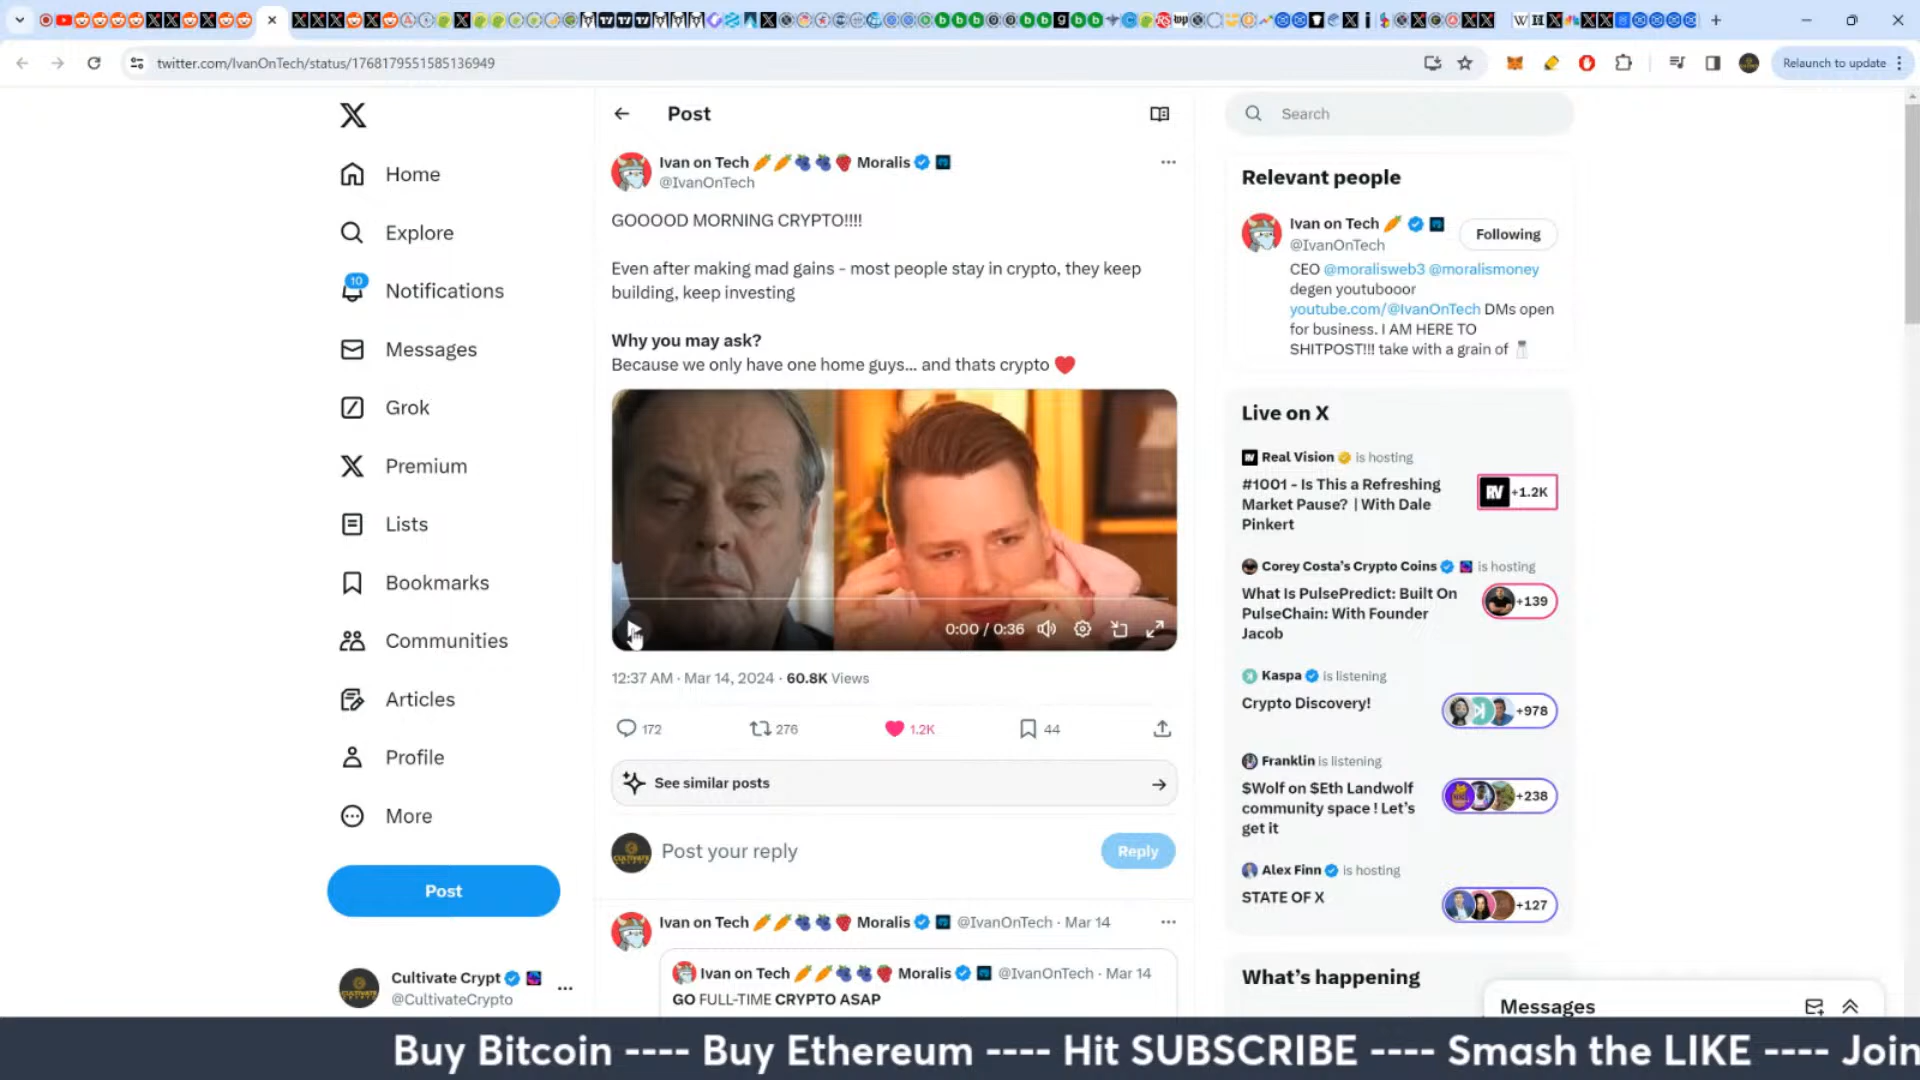 twitter.com/IvanOnTech/status/1768179551585136949
Relaunch to update
Home
Explore
10
Notifications
Messages
Grok
Premium
Lists
Bookmarks
Communities
Articles
Profile
More
Post
Cultivate Crypt
@CultivateCrypto
Post
Ivan on Tech 🥕🥕🫐🫐🍓 Moralis
@IvanOnTech
GOOOOD MORNING CRYPTO!!!!
Even after making mad gains - most people stay in crypto, they keep
building, keep investing
Why you may ask?
Because we only have one home guys... and thats crypto ❤️
0:00 / 0:36
12:37 AM · Mar 14, 2024 · 60.8K Views
172
276
1.2K
44
See similar posts
Post your reply
Reply
Ivan on Tech 🥕🥕🫐🫐🍓 Moralis @IvanOnTech · Mar 14
Ivan on Tech 🥕🥕🫐🫐🍓 Moralis @IvanOnTech · Mar 14
GO FULL-TIME CRYPTO ASAP
Search
Relevant people
Ivan on Tech 🥕
@IvanOnTech
Following
CEO @moralisweb3 @moralismoney
degen youtubooor
youtube.com/@IvanOnTech DMs open
for business. I AM HERE TO
SHITPOST!!! take with a grain of 🧂
Live on X
Real Vision is hosting
#1001 - Is This a Refreshing
Market Pause? | With Dale
Pinkert
RV +1.2K
Corey Costa's Crypto Coins is hosting
What Is PulsePredict: Built On
PulseChain: With Founder
Jacob
+139
Kaspa is listening
Crypto Discovery!
+978
Franklin is listening
$Wolf on $Eth Landwolf
community space ! Let's
get it
+238
Alex Finn is hosting
STATE OF X
+127
What's happening
Messages
Buy Bitcoin ---- Buy Ethereum ---- Hit SUBSCRIBE ---- Smash the LIKE ---- Join